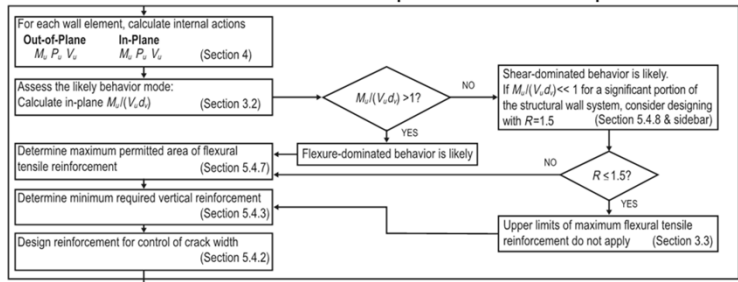 For each wall element, calculate internal actions
Out-of-Plane In-Plane
Mᵤ Pᵤ Vᵤ Mᵤ Pᵤ Vᵤ (Section 4)
Assess the likely behavior mode:
Calculate in-plane Mᵤ/(Vᵤdᵥ) (Section 3.2)
Mᵤ/(Vᵤdᵥ) >1?
NO
YES
Shear-dominated behavior is likely.
If Mᵤ/(Vᵤdᵥ)<< 1 for a significant portion of
the structural wall system, consider designing
with R=1.5 (Section 5.4.8 & sidebar)
Flexure-dominated behavior is likely
Determine maximum permitted area of flexural
tensile reinforcement (Section 5.4.7)
NO
R ≤1.5?
YES
Determine minimum required vertical reinforcement
(Section 5.4.3)
Upper limits of maximum flexural tensile
reinforcement do not apply (Section 3.3)
Design reinforcement for control of crack width
(Section 5.4.2)